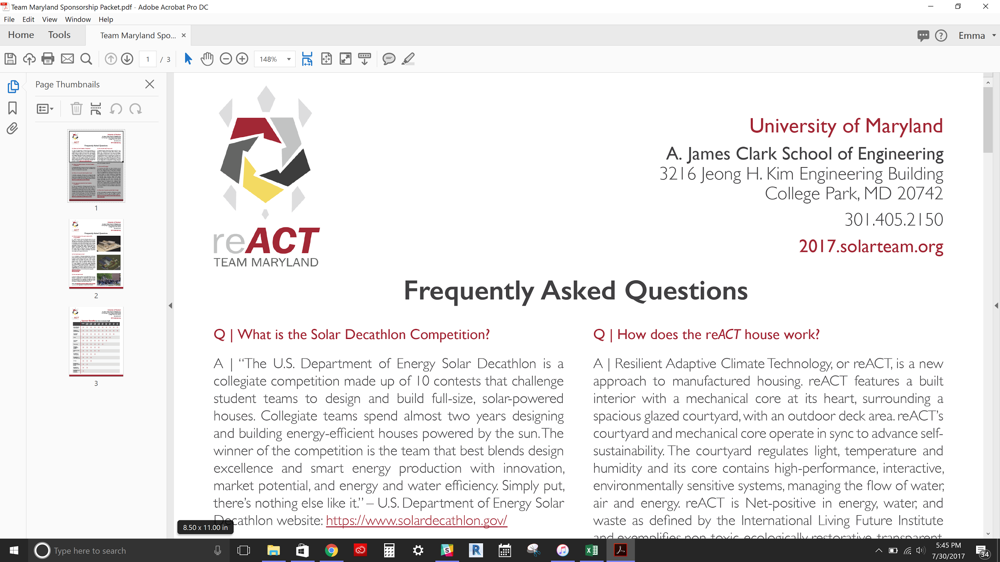 Team Maryland Sponsorship Packet.pdf - Adobe Acrobat Pro DC
File Edit View Window Help
Home Tools Team Maryland Spo... Emma
1 / 3 148%
Page Thumbnails
University of Maryland
A. James Clark School of Engineering
3216 Jeong H. Kim Engineering Building
College Park, MD 20742
301.405.2150
2017.solarteam.org
reACT
TEAM MARYLAND
Frequently Asked Questions
Q | What is the Solar Decathlon Competition?
A | “The U.S. Department of Energy Solar Decathlon is a
collegiate competition made up of 10 contests that challenge
student teams to design and build full-size, solar-powered
houses. Collegiate teams spend almost two years designing
and building energy-efficient houses powered by the sun. The
winner of the competition is the team that best blends design
excellence and smart energy production with innovation,
market potential, and energy and water efficiency. Simply put,
there’s nothing else like it.” – U.S. Department of Energy Solar
Decathlon website: https://www.solardecathlon.gov/
Q | How does the reACT house work?
A | Resilient Adaptive Climate Technology, or reACT, is a new
approach to manufactured housing. reACT features a built
interior with a mechanical core at its heart, surrounding a
spacious glazed courtyard, with an outdoor deck area. reACT’s
courtyard and mechanical core operate in sync to advance self-
sustainability. The courtyard regulates light, temperature and
humidity and its core contains high-performance, interactive,
environmentally sensitive systems, managing the flow of water,
air and energy. reACT is Net-positive in energy, water, and
waste as defined by the International Living Future Institute
and exemplifies non-toxic, ecologically restorative, transparent,
1
2
3
8.50 x 11.00 in
Type here to search
5:45 PM
7/30/2017
34